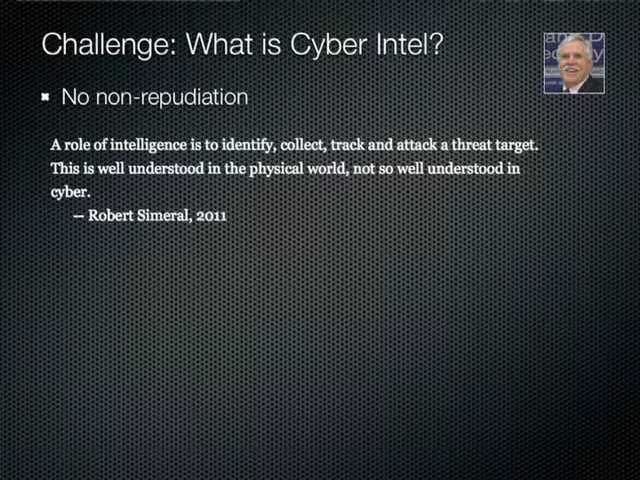 Challenge: What is Cyber Intel?
No non-repudiation
A role of intelligence is to identify, collect, track and attack a threat target.
This is well understood in the physical world, not so well understood in
cyber.
-- Robert Simeral, 2011